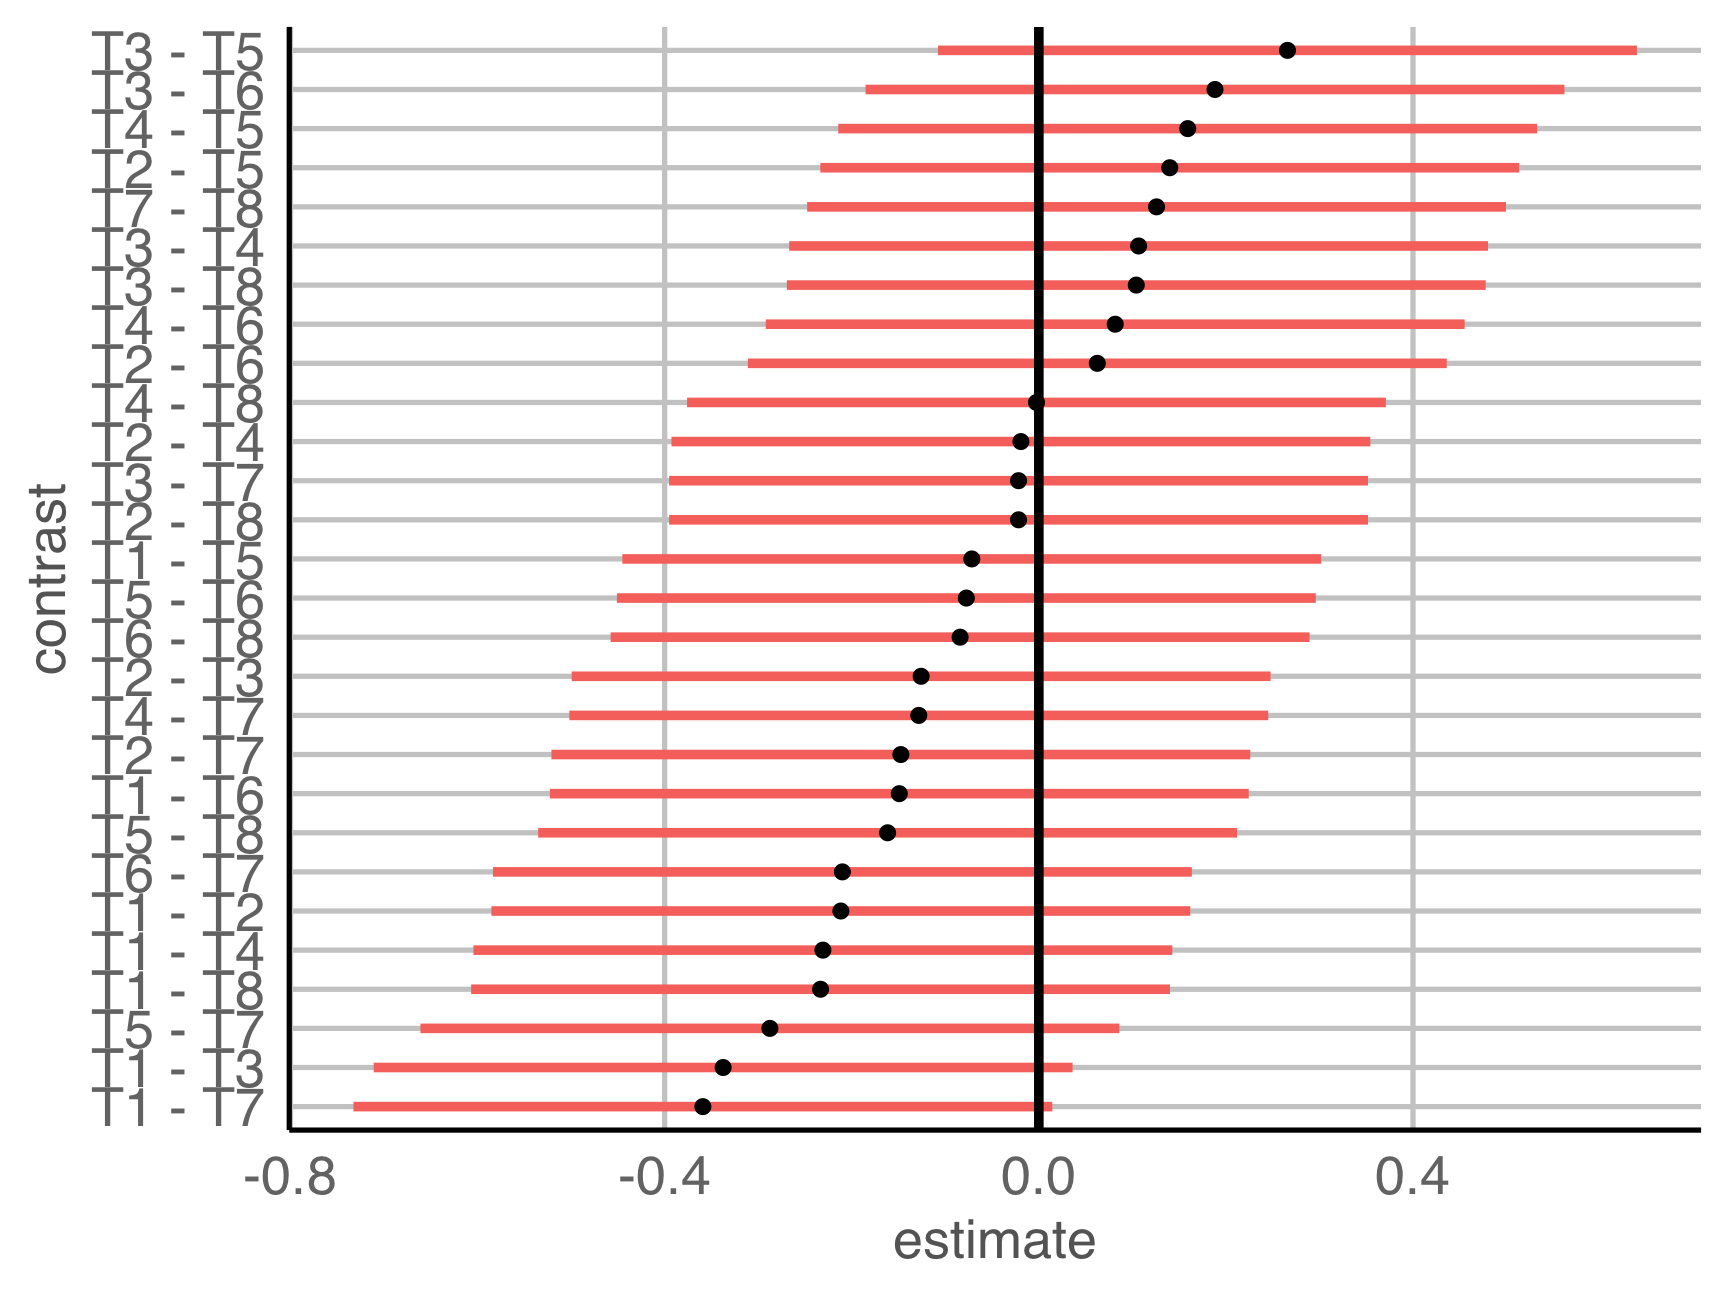 T3 - T5
T3 - T6
T4 - T5
T2 - T5
T7 - T8
T3 - T4
T3 - T8
T4 - T6
T2 - T6
T4 - T8
T2 - T4
T3 - T7
T2 - T8
T1 - T5
T5 - T6
T6 - T8
T2 - T3
T4 - T7
T2 - T7
T1 - T6
T5 - T8
T6 - T7
T1 - T2
T1 - T4
T1 - T8
T5 - T7
T1 - T3
T1 - T7
contrast
-0.8 -0.4 0.0 0.4
estimate